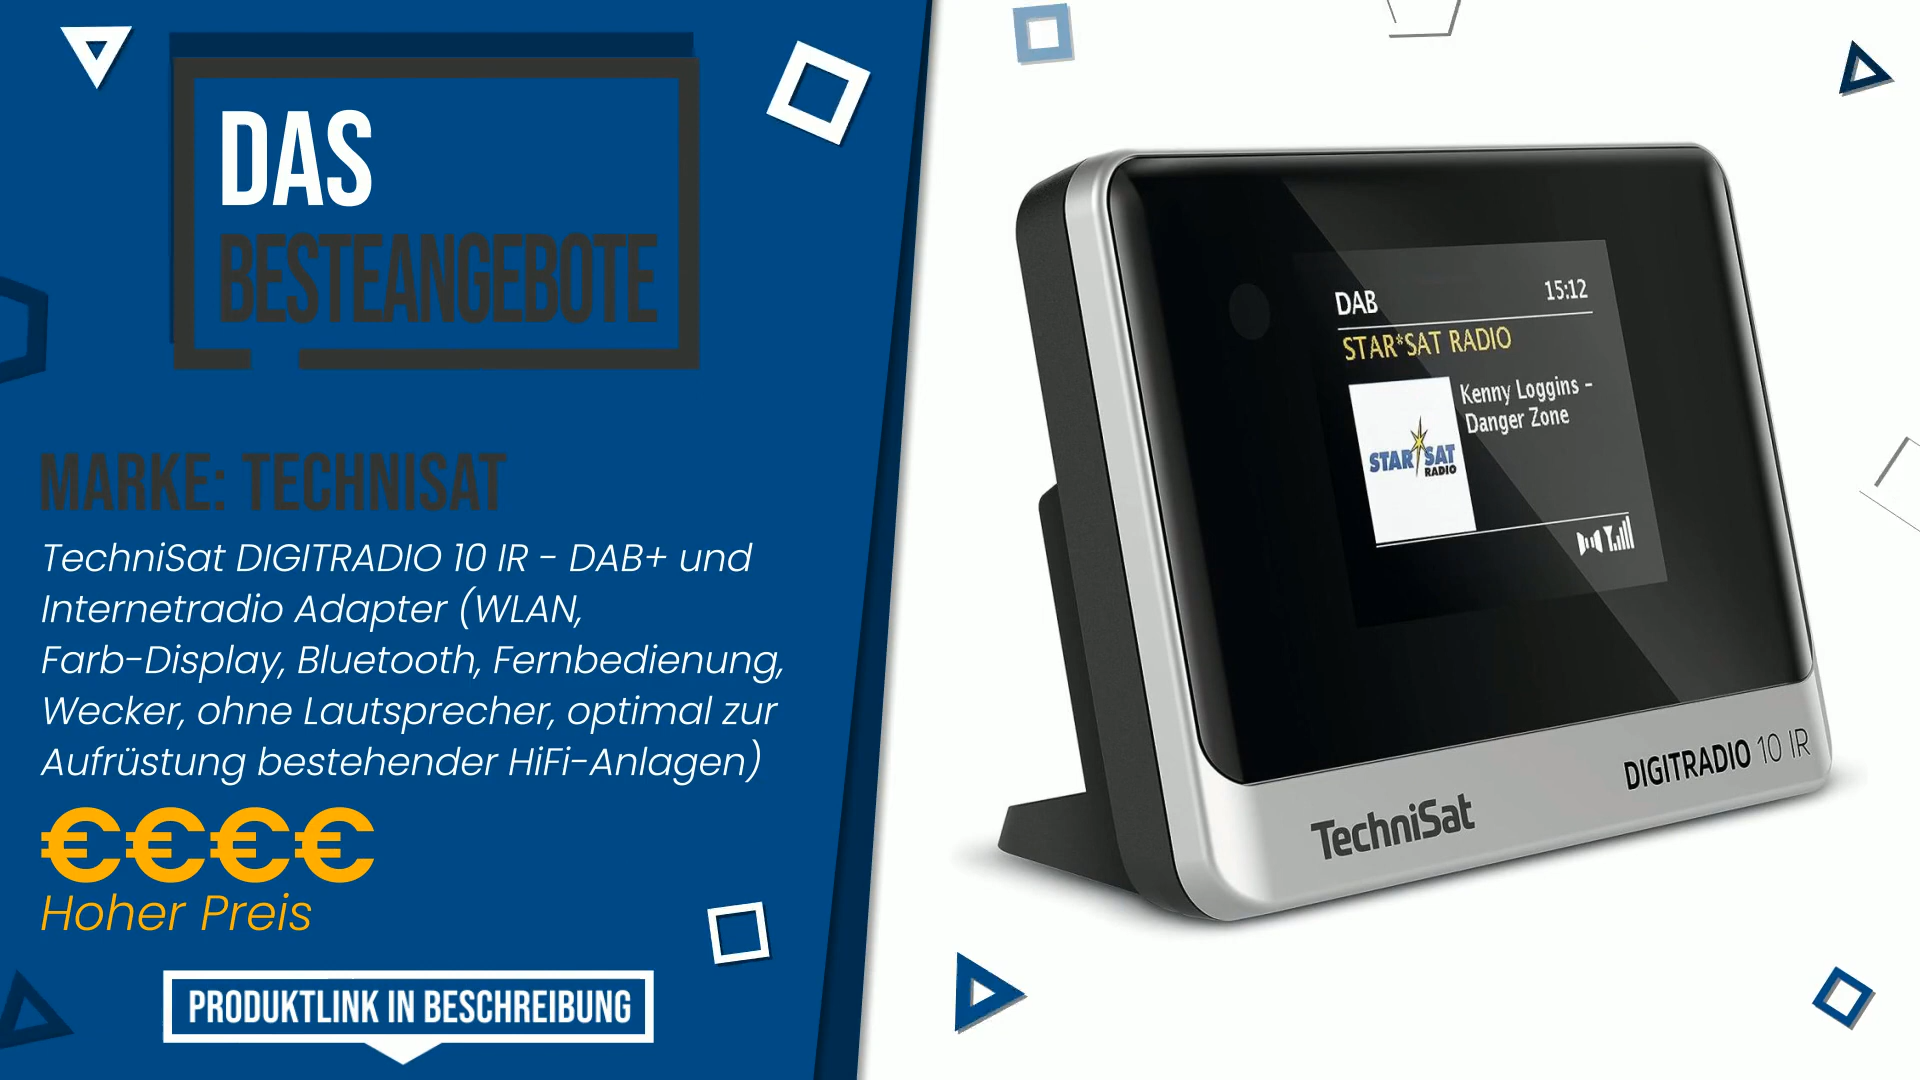 DAS
BESTEANGEBOTE
MARKE: TECHNISAT
TechniSat DIGITRADIO 10 IR - DAB+ und
Internetradio Adapter (WLAN,
Farb-Display, Bluetooth, Fernbedienung,
Wecker, ohne Lautsprecher, optimal zur
Aufrüstung bestehender HiFi-Anlagen)
€€€€
Hoher Preis
PRODUKTLINK IN BESCHREIBUNG
DAB 15:12
STAR*SAT RADIO
Kenny Loggins -
Danger Zone
STAR SAT
RADIO
DIGITRADIO 10 IR
TechniSat